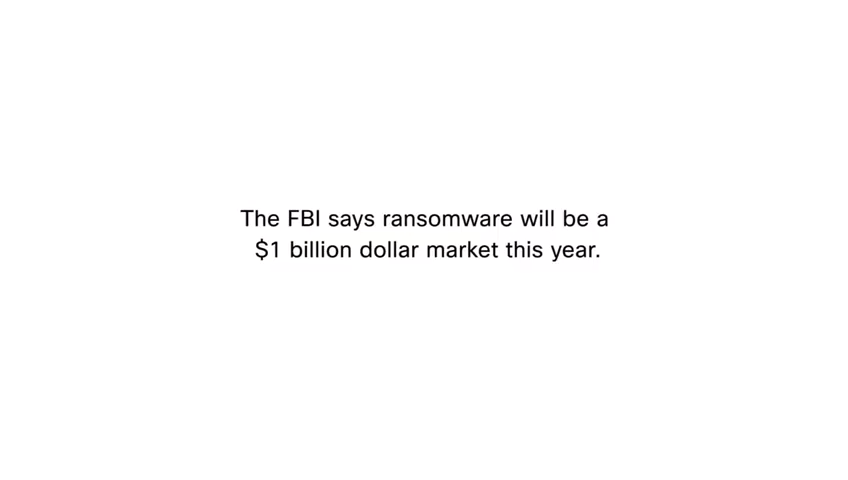 The FBI says ransomware will be a
$1 billion dollar market this year.